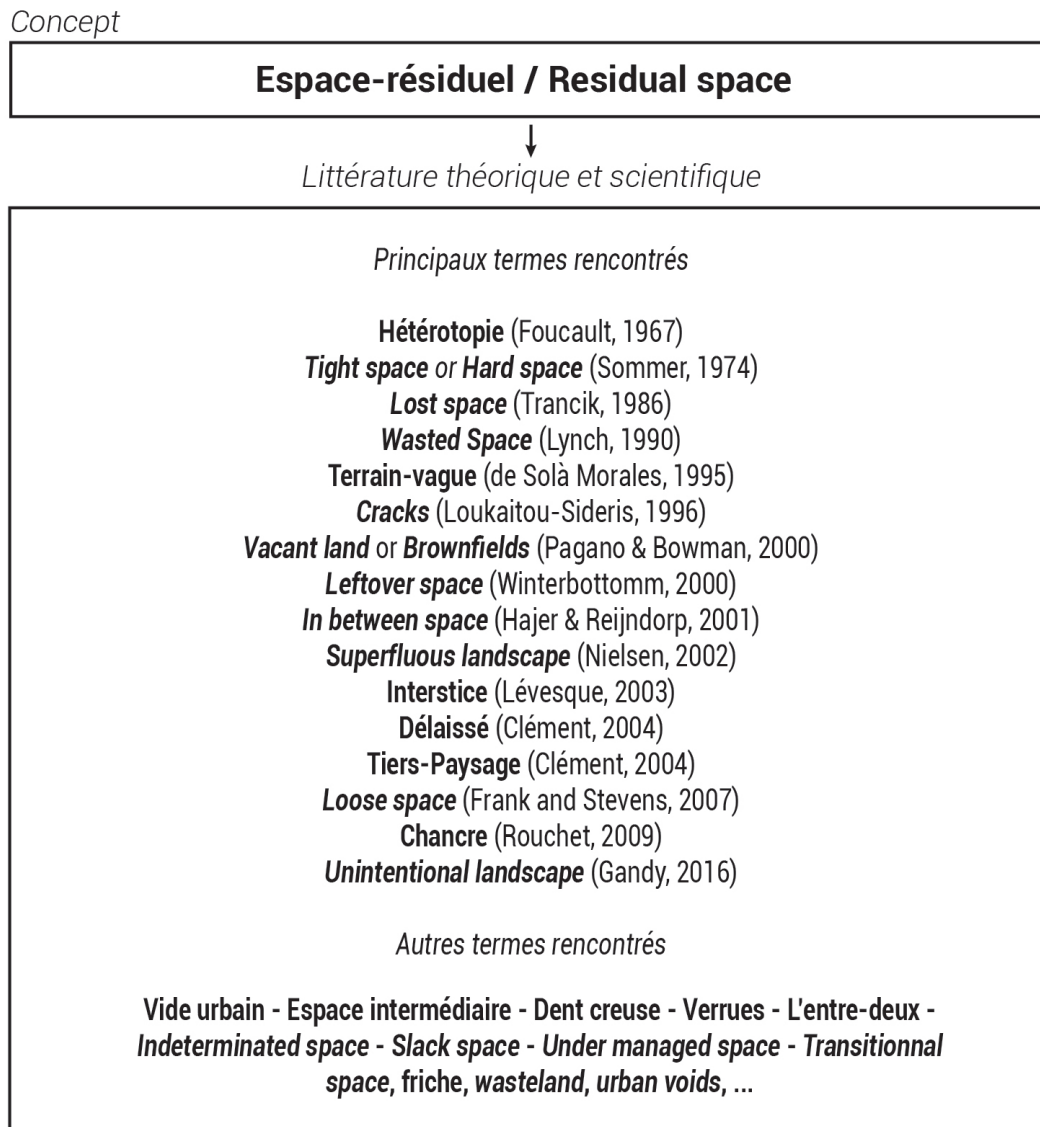 Concept
Espace-résiduel / Residual space
Littérature théorique et scientifique
Principaux termes rencontrés
Hétérotopie (Foucault, 1967)
Tight space or Hard space (Sommer, 1974)
Lost space (Trancik, 1986)
Wasted Space (Lynch, 1990)
Terrain-vague (de Solà Morales, 1995)
Cracks (Loukaitou-Sideris, 1996)
Vacant land or Brownfields (Pagano & Bowman, 2000)
Leftover space (Winterbottomm, 2000)
In between space (Hajer & Reijndorp, 2001)
Superfluous landscape (Nielsen, 2002)
Interstice (Lévesque, 2003)
Délaissé (Clément, 2004)
Tiers-Paysage (Clément, 2004)
Loose space (Frank and Stevens, 2007)
Chancre (Rouchet, 2009)
Unintentional landscape (Gandy, 2016)
Autres termes rencontrés
Vide urbain - Espace intermédiaire - Dent creuse - Verrues - L'entre-deux -
Indeterminated space - Slack space - Under managed space - Transitionnal
space, friche, wasteland, urban voids, ...